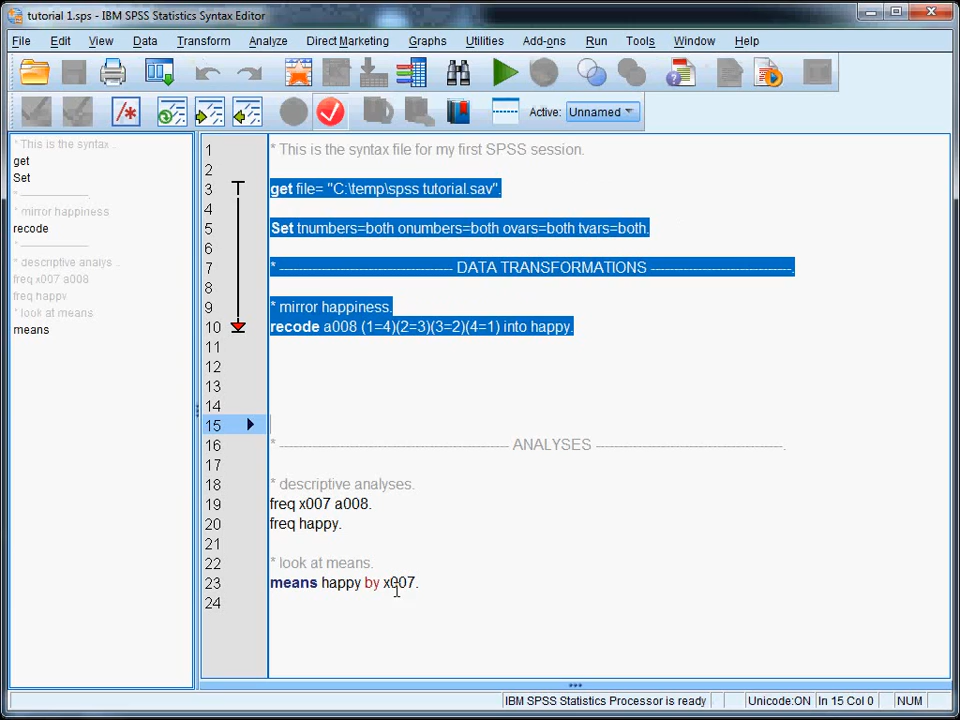 tutorial 1.sps - IBM SPSS Statistics Syntax Editor
File Edit View Data Transform Analyze Direct Marketing Graphs Utilities Add-ons Run Tools Window Help
Active: Unnamed
* This is the syntax ..
get
Set
* --------------------.
* mirror happiness
recode
* --------------------.
* descriptive analys ..
freq x007 a008
freq happy
* look at means
means
1 * This is the syntax file for my first SPSS session.
2
3 get file= "C:\temp\spss tutorial.sav".
4
5 Set tnumbers=both onumbers=both ovars=both tvars=both.
6
7 * ------------------------------------- DATA TRANSFORMATIONS ------------------------------.
8
9 * mirror happiness.
10 recode a008 (1=4)(2=3)(3=2)(4=1) into happy.
11
12
13
14
15
16 * ------------------------------------------------- ANALYSES ----------------------------------------.
17
18 * descriptive analyses.
19 freq x007 a008.
20 freq happy.
21
22 * look at means.
23 means happy by x007.
24
IBM SPSS Statistics Processor is ready Unicode:ON In 15 Col 0 NUM